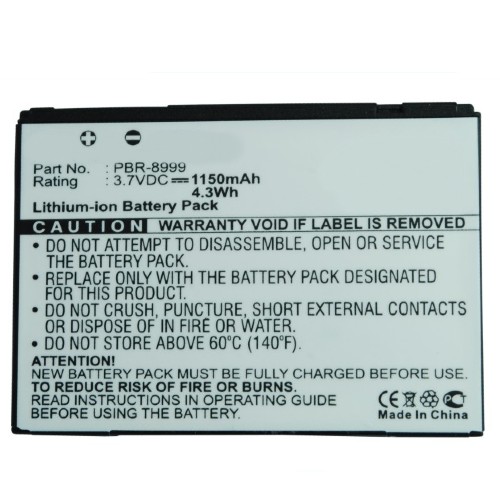 Part No. : PBR-8999
Rating : 3.7VDC 1150mAh
4.3Wh
Lithium-ion Battery Pack
CAUTION WARRANTY VOID IF LABEL IS REMOVED
• DO NOT ATTEMPT TO DISASSEMBLE, OPEN OR SERVICE
THE BATTERY PACK.
• REPLACE ONLY WITH THE BATTERY PACK DESIGNATED
FOR THIS PRODUCT.
• DO NOT CRUSH, PUNCTURE, SHORT EXTERNAL CONTACTS
OR DISPOSE OF IN FIRE OR WATER.
• DO NOT STORE ABOVE 60°C (140°F).
ATTENTION!
NEW BATTERY PACK MUST BE FULLY CHARGED BEFORE USE
TO REDUCE RISK OF FIRE OR BURNS.
READ INSTRUCTIONS IN OPERATING GUIDE
BEFORE CHARGING.
CE FC
Made In China